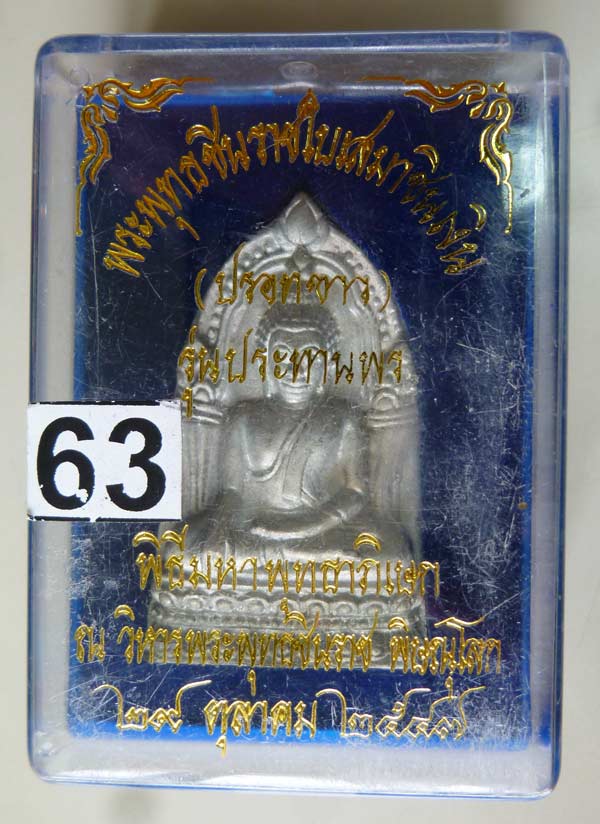 พระพุทธชินราชใบเสมาชินเงิน
(ปรอทขาว)
รุ่นประทานพร
63
พิธีมหาพุทธาภิเษก
ณ วิหารพระพุทธชินราช พิษณุโลก
๒๙ ตุลาคม ๒๕๔๗